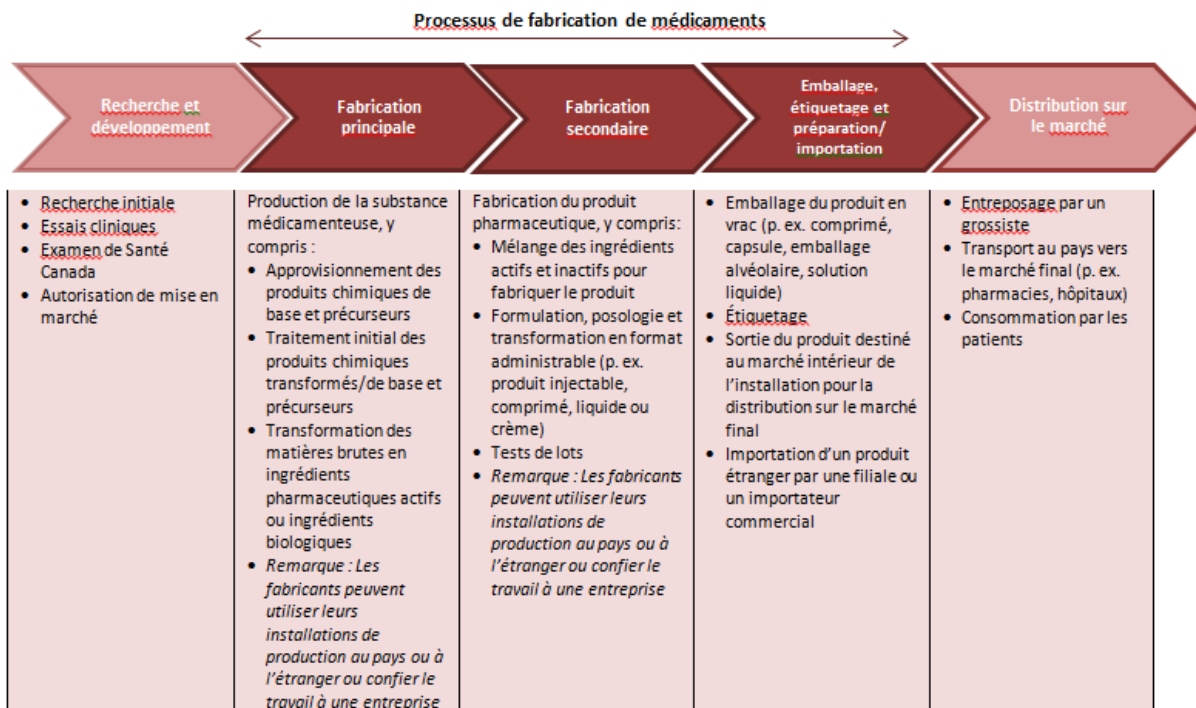 Processus de fabrication de médicaments
Recherche et
développement
Fabrication
principale
Fabrication
secondaire
Emballage,
étiquetage et
préparation/
importation
Distribution sur
le marché
• Recherche initiale
• Essais cliniques
• Examen de Santé
Canada
• Autorisation de mise en
marché
Production de la substance
médicamenteuse, y
compris :
• Approvisionnement des
produits chimiques de
base et précurseurs
• Traitement initial des
produits chimiques
transformés/de base et
précurseurs
• Transformation des
matières brutes en
ingrédients
pharmaceutiques actifs
ou ingrédients
biologiques
• Remarque : Les
fabricants peuvent
utiliser leurs
installations de
production au pays ou à
l’étranger ou confier le
travail à une entreprise
Fabrication du produit
pharmaceutique, y compris:
• Mélange des ingrédients
actifs et inactifs pour
fabriquer le produit
• Formulation, posologie et
transformation en format
administrable (p. ex.
produit injectable,
comprimé, liquide ou
crème)
• Tests de lots
• Remarque : Les fabricants
peuvent utiliser leurs
installations de
production au pays ou à
l’étranger ou confier le
travail à une entreprise
• Emballage du produit en
vrac (p. ex. comprimé,
capsule, emballage
alvéolaire, solution
liquide)
• Étiquetage
• Sortie du produit destiné
au marché intérieur de
l’installation pour la
distribution sur le marché
final
• Importation d’un produit
étranger par une filiale ou
un importateur
commercial
• Entreposage par un
grossiste
• Transport au pays vers
le marché final (p. ex.
pharmacies, hôpitaux)
• Consommation par les
patients